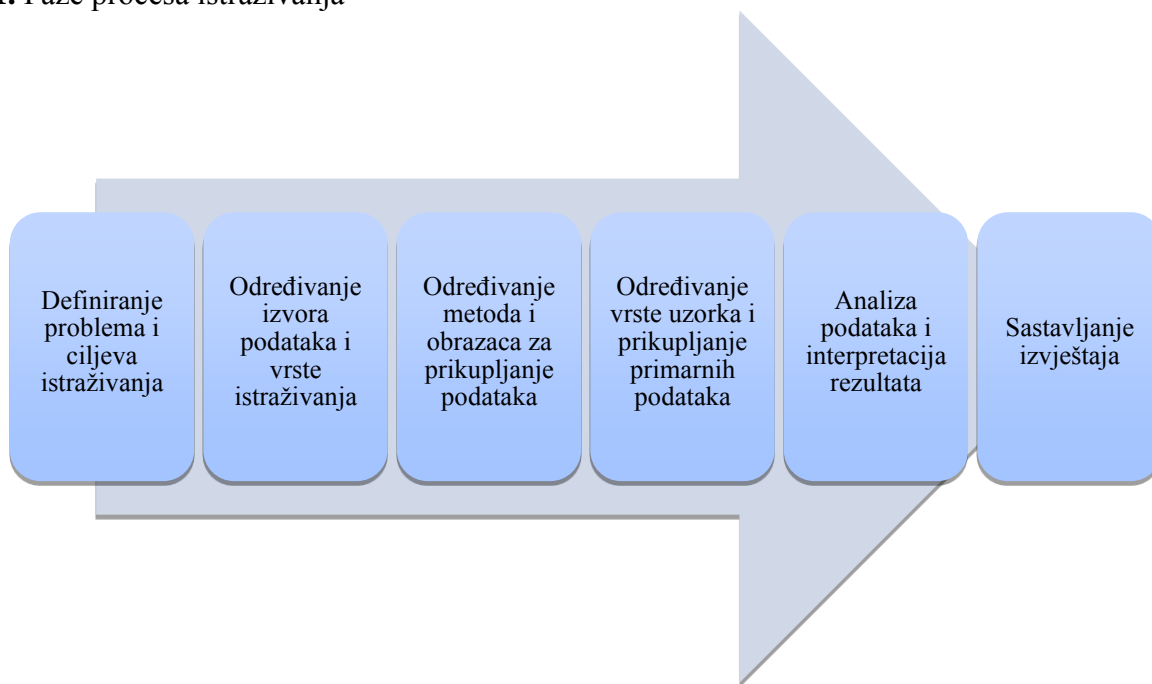 1. Faze procesa istraživanja
Definiranje
problema i
ciljeva
istraživanja
Određivanje
izvora
podataka i
vrste
istraživanja
Određivanje
metoda i
obrazaca za
prikupljanje
podataka
Određivanje
vrste uzorka i
prikupljanje
primarnih
podataka
Analiza
podataka i
interpretacija
rezultata
Sastavljanje
izvještaja